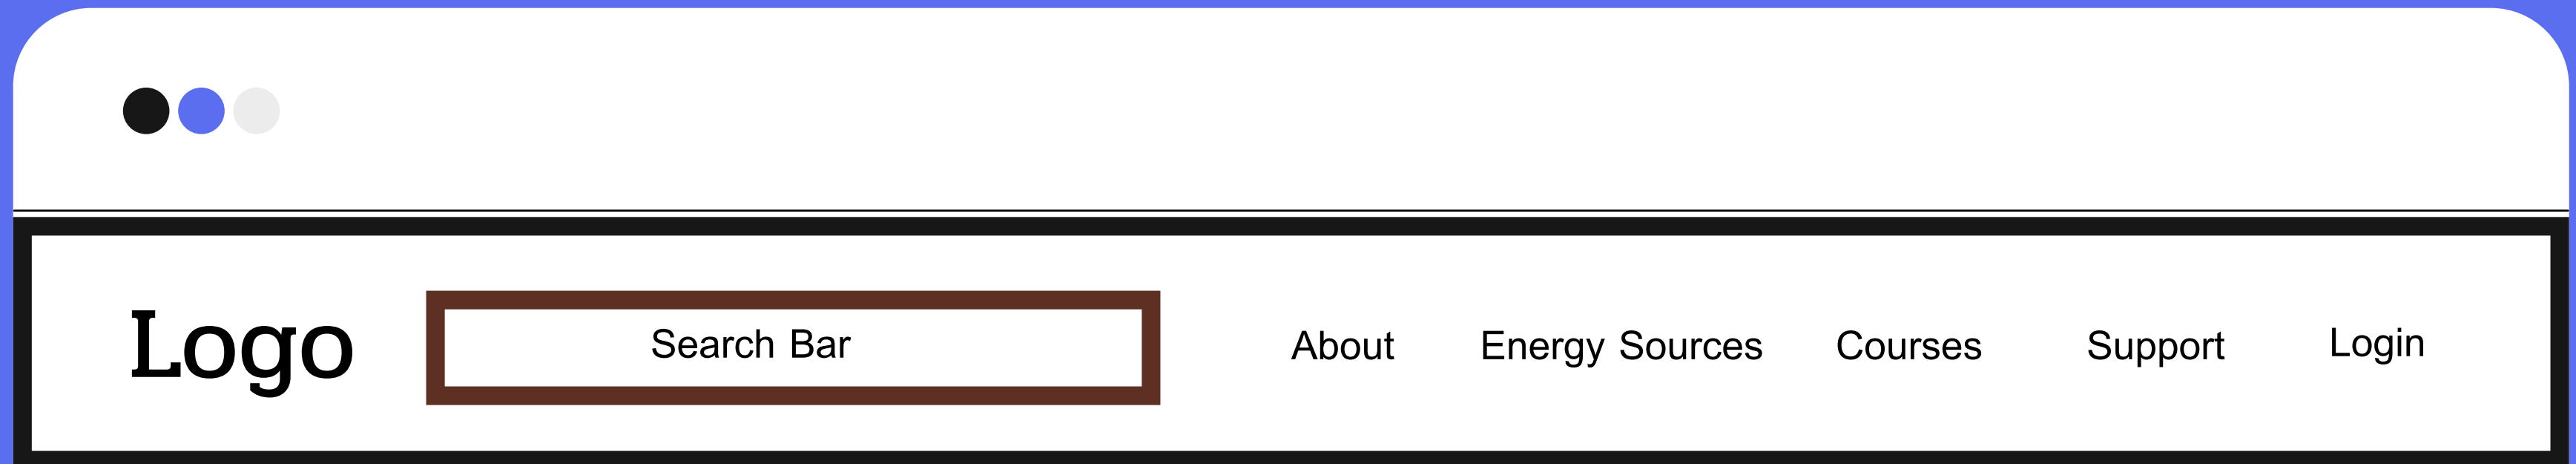 Logo
Search Bar
About
Energy Sources
Courses
Support
Login